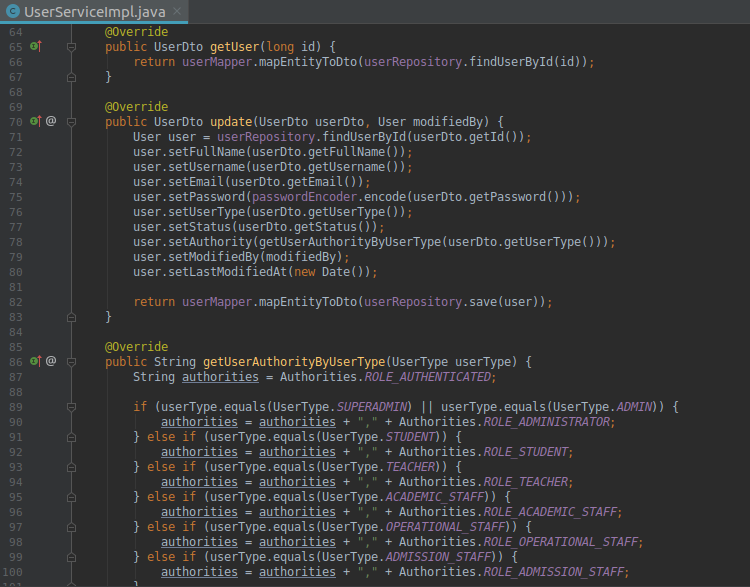 UserServiceImpl.java
64 @Override
65 public UserDto getUser(long id) {
66 return userMapper.mapEntityToDto(userRepository.findUserById(id));
67 }
68
69 @Override
70 @ public UserDto update(UserDto userDto, User modifiedBy) {
71 User user = userRepository.findUserById(userDto.getId());
72 user.setFullName(userDto.getFullName());
73 user.setUsername(userDto.getUsername());
74 user.setEmail(userDto.getEmail());
75 user.setPassword(passwordEncoder.encode(userDto.getPassword()));
76 user.setUserType(userDto.getUserType());
77 user.setStatus(userDto.getStatus());
78 user.setAuthority(getUserAuthorityByUserType(userDto.getUserType()));
79 user.setModifiedBy(modifiedBy);
80 user.setLastModifiedAt(new Date());
81
82 return userMapper.mapEntityToDto(userRepository.save(user));
83 }
84
85 @Override
86 @ public String getUserAuthorityByUserType(UserType userType) {
87 String authorities = Authorities.ROLE_AUTHENTICATED;
88
89 if (userType.equals(UserType.SUPERADMIN) || userType.equals(UserType.ADMIN)) {
90 authorities = authorities + "," + Authorities.ROLE_ADMINISTRATOR;
91 } else if (userType.equals(UserType.STUDENT)) {
92 authorities = authorities + "," + Authorities.ROLE_STUDENT;
93 } else if (userType.equals(UserType.TEACHER)) {
94 authorities = authorities + "," + Authorities.ROLE_TEACHER;
95 } else if (userType.equals(UserType.ACADEMIC_STAFF)) {
96 authorities = authorities + "," + Authorities.ROLE_ACADEMIC_STAFF;
97 } else if (userType.equals(UserType.OPERATIONAL_STAFF)) {
98 authorities = authorities + "," + Authorities.ROLE_OPERATIONAL_STAFF;
99 } else if (userType.equals(UserType.ADMISSION_STAFF)) {
100 authorities = authorities + "," + Authorities.ROLE_ADMISSION_STAFF;